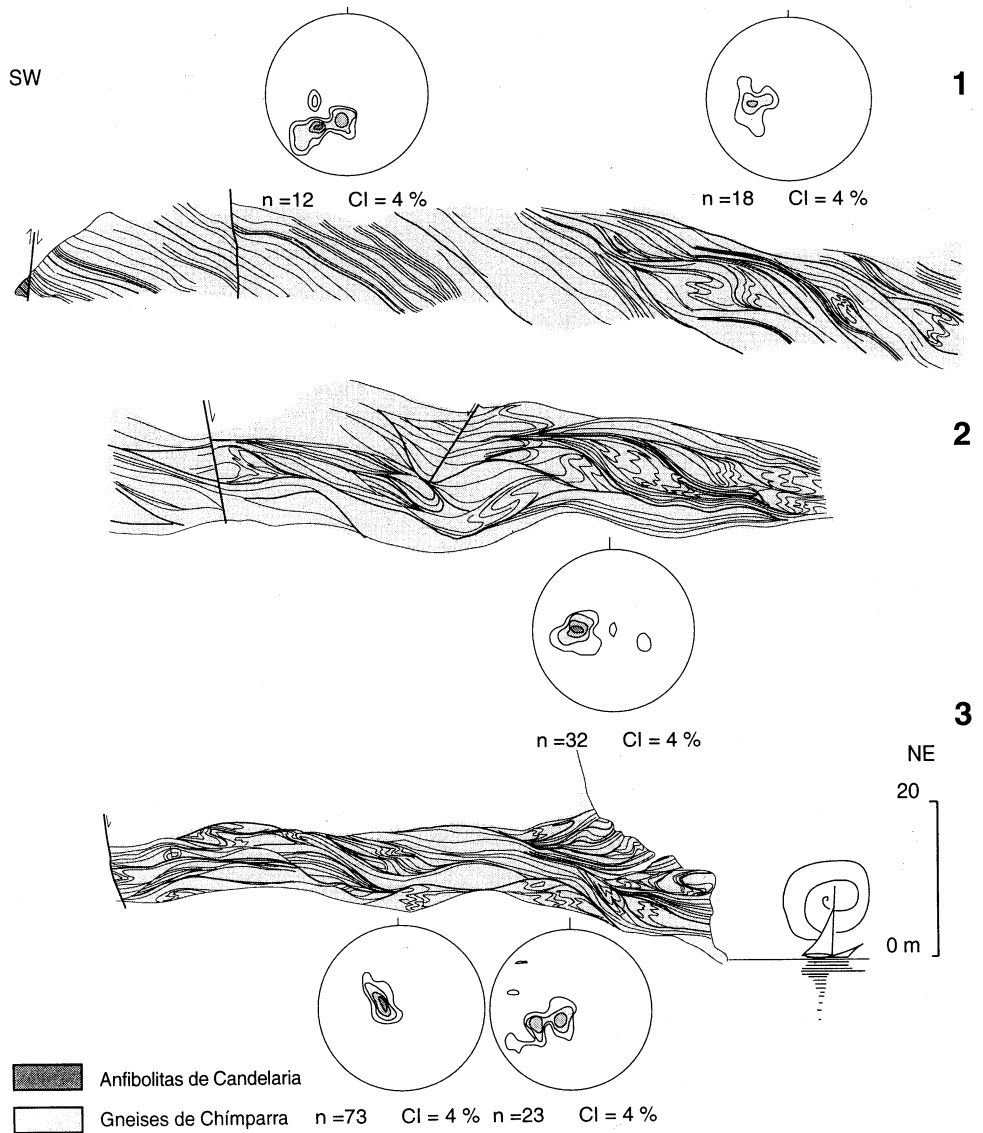 SW
1
n =12 CI = 4 %
n =18 CI = 4 %
2
n =32 CI = 4 %
3
NE
20
0 m
Anfibolitas de Candelaria
Gneises de Chímparra
n =73 CI = 4 %
n =23 CI = 4 %